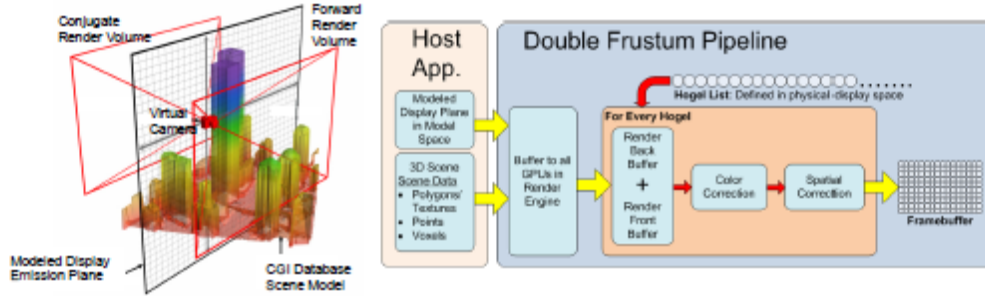 Conjugate
Render Volume
Forward
Render
Volume
Virtual
Camera
Modeled Display
Emission Plane
CGI Database
Scene Model
Host
App.
Modeled
Display Plane
in Model
Space
3D Scene
Scene Data
• Polygons/
Textures
• Points
• Voxels
Double Frustum Pipeline
Hogel List: Defined in physical-display space
For Every Hogel
Buffer to all
GPUs in
Render
Engine
Render
Back
Buffer
+
Render
Front
Buffer
Color
Correction
Spatial
Correction
Framebuffer